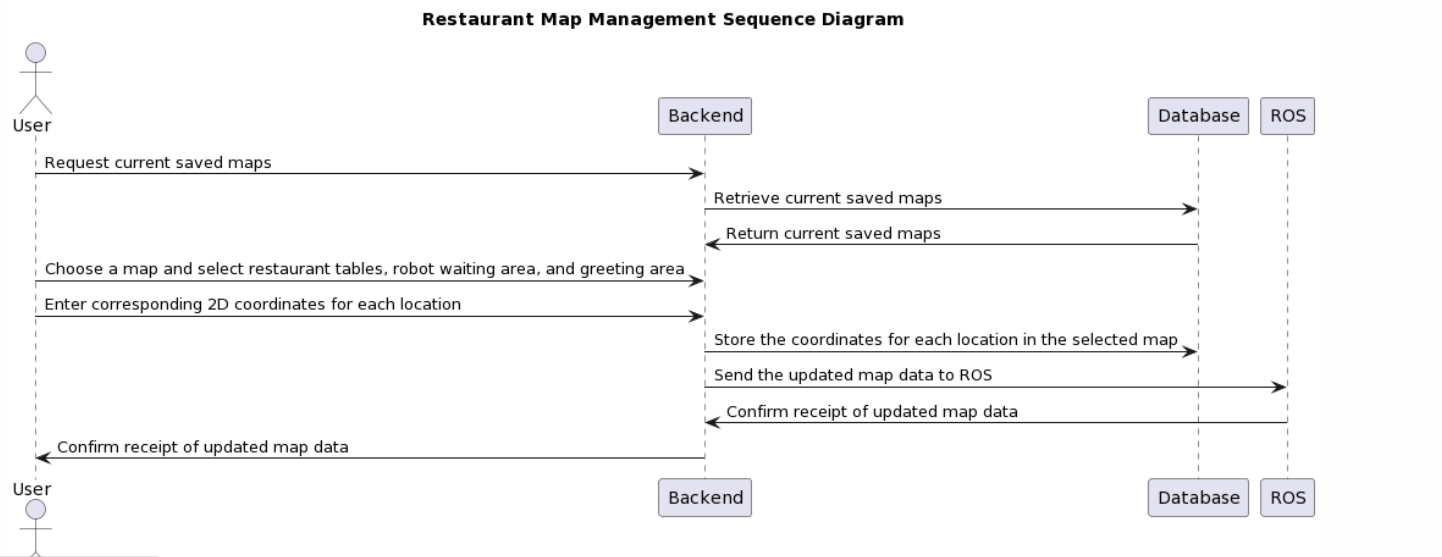 Restaurant Map Management Sequence Diagram
User
Backend
Database
ROS
Request current saved maps
Retrieve current saved maps
Return current saved maps
Choose a map and select restaurant tables, robot waiting area, and greeting area
Enter corresponding 2D coordinates for each location
Store the coordinates for each location in the selected map
Send the updated map data to ROS
Confirm receipt of updated map data
Confirm receipt of updated map data
User
Backend
Database
ROS